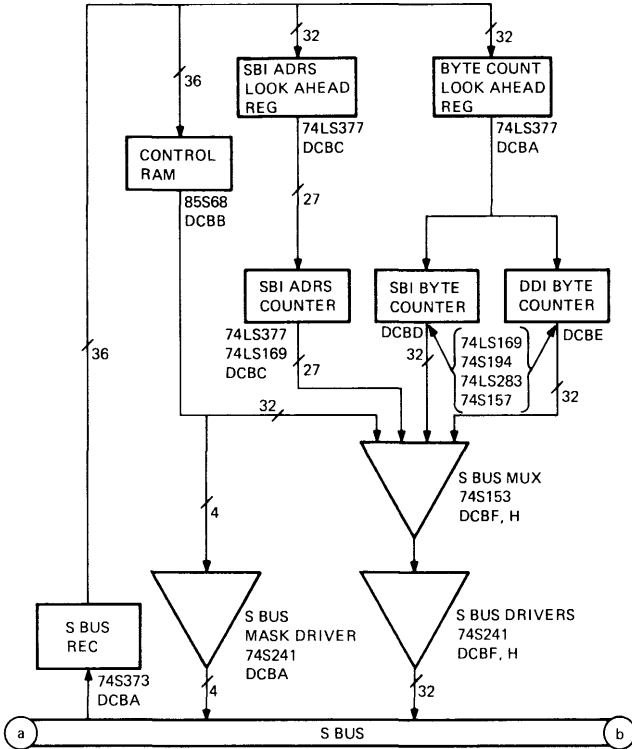 32
32
36
SBI ADRS
LOOK AHEAD
REG
BYTE COUNT
LOOK AHEAD
REG
74LS377
DCBC
74LS377
DCBA
CONTROL
RAM
85S68
DCBB
27
SBI ADRS
COUNTER
SBI BYTE
COUNTER
DDI BYTE
COUNTER
74LS377
74LS169
DCBC
DCBD
74LS169
74S194
74LS283
74S157
DCBE
36
27
32
32
32
S BUS MUX
74S153
DCBF, H
4
S BUS
REC
74S373
DCBA
S BUS
MASK DRIVER
74S241
DCBA
S BUS DRIVERS
74S241
DCBF, H
4
32
a
S BUS
b